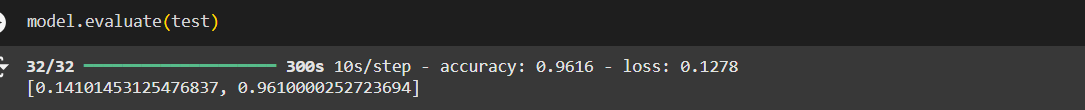 model.evaluate(test)
32/32 ━━━━━━━━━━━━━━━━━━━━ 300s 10s/step - accuracy: 0.9616 - loss: 0.1278
[0.14101453125476837, 0.9610000252723694]